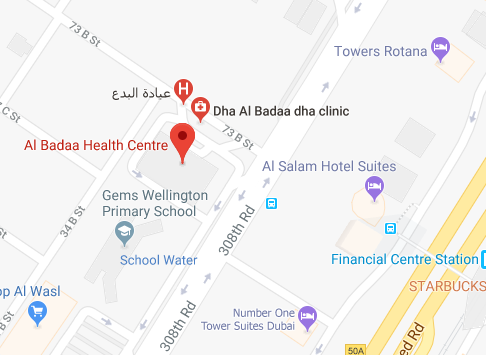 73 B St
Towers Rotana
عيادة البدع
Dha Al Badaa dha clinic
73 B St
Al Badaa Health Centre
C St
Al Salam Hotel Suites
Gems Wellington
Primary School
34 B St
308th Rd
School Water
Financial Centre Station
op Al Wasl
STARBUCKS
Number One
Tower Suites Dubai
308th Rd
50A
ed Rd